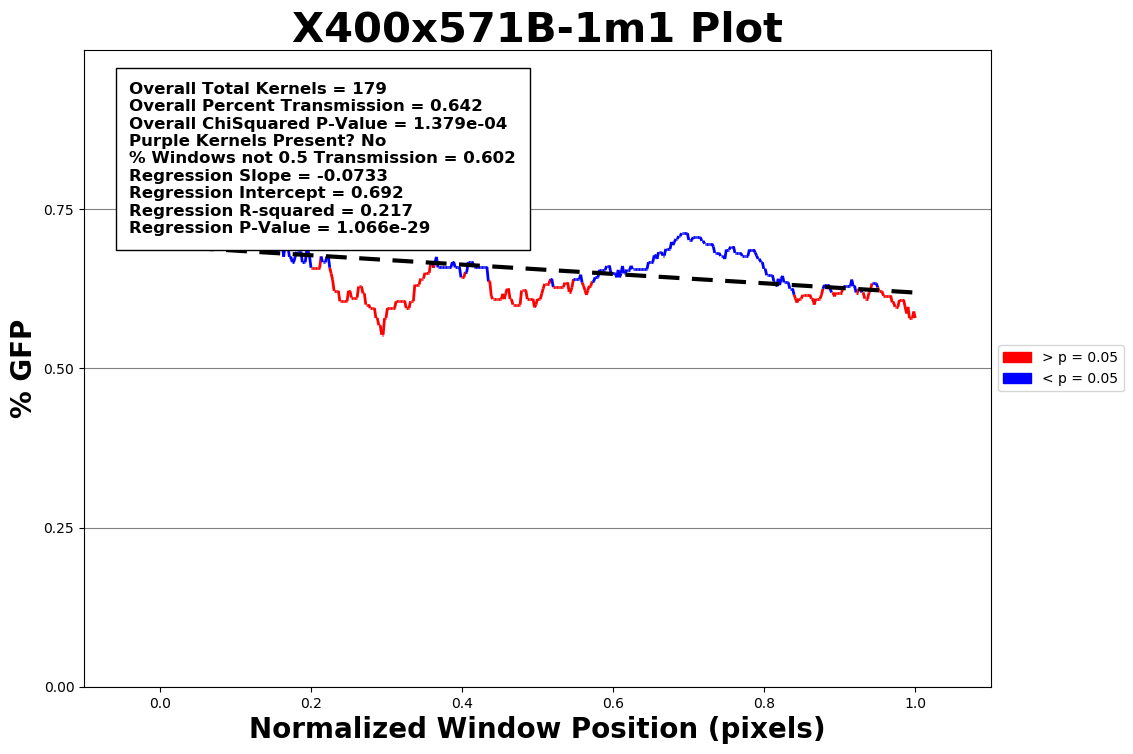 X400x571B-1m1 Plot
Overall Total Kernels = 179
Overall Percent Transmission = 0.642
Overall ChiSquared P-Value = 1.379e-04
Purple Kernels Present? No
% Windows not 0.5 Transmission = 0.602
Regression Slope = -0.0733
Regression Intercept = 0.692
Regression R-squared = 0.217
Regression P-Value = 1.066e-29
% GFP
0.75
0.50
0.25
0.00
> p = 0.05
< p = 0.05
0.0 0.2 0.4 0.6 0.8 1.0
Normalized Window Position (pixels)